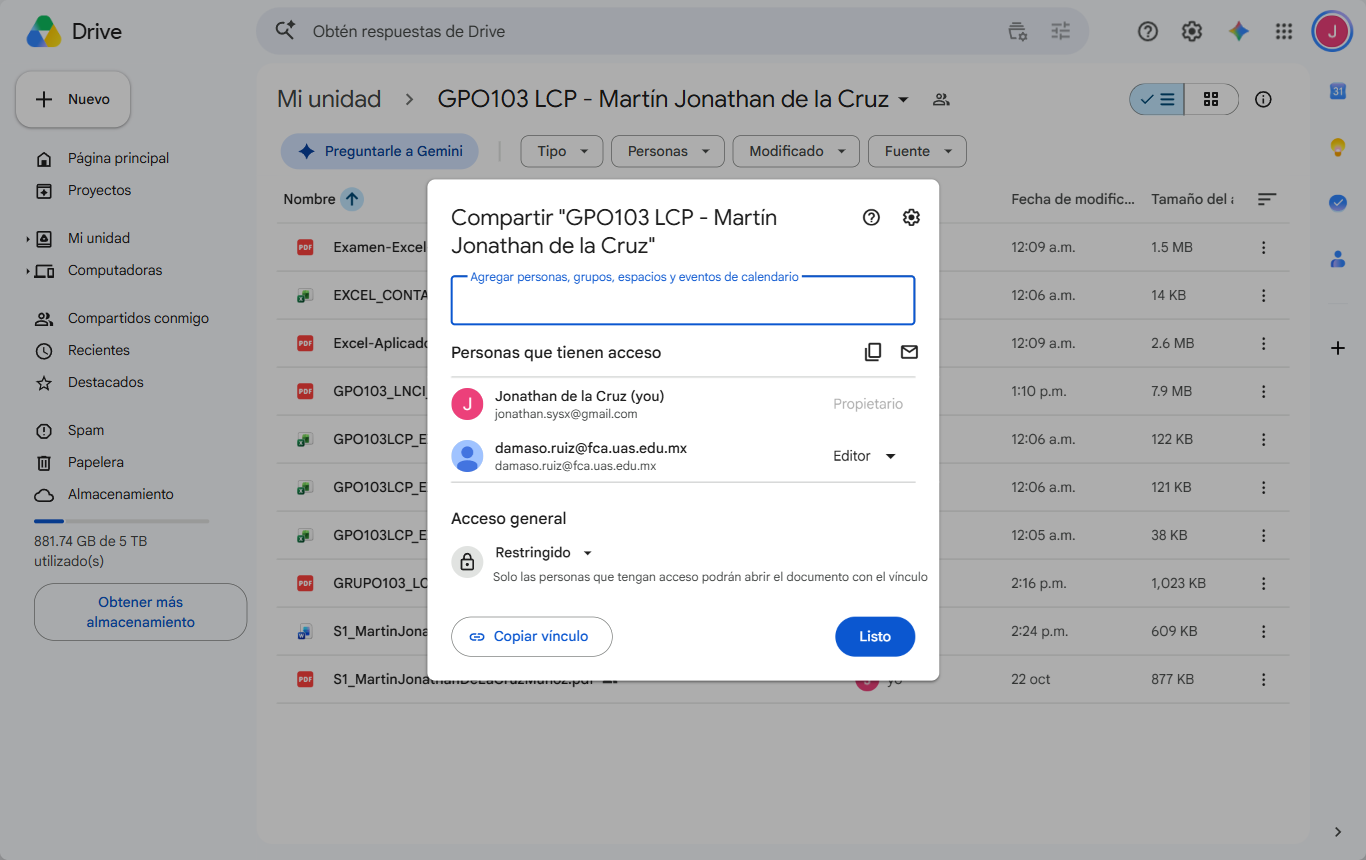 Drive
Obtén respuestas de Drive
J
Nuevo
Página principal
Proyectos
Mi unidad
Computadoras
Compartidos conmigo
Recientes
Destacados
Spam
Papelera
Almacenamiento
881.74 GB de 5 TB
utilizado(s)
Obtener más
almacenamiento
Mi unidad > GPO103 LCP - Martín Jonathan de la Cruz
Preguntarle a Gemini
Tipo
Personas
Modificado
Fuente
Nombre
Fecha de modific...
Tamaño del
PDF Examen-Excel 12:09 a.m. 1.5 MB
EXCEL_CONTA 12:06 a.m. 14 KB
PDF Excel-Aplicado 12:09 a.m. 2.6 MB
PDF GPO103_LNCI_ 1:10 p.m. 7.9 MB
GPO103LCP_E 12:06 a.m. 122 KB
GPO103LCP_E 12:06 a.m. 121 KB
GPO103LCP_E 12:05 a.m. 38 KB
PDF GRUPO103_LC 2:16 p.m. 1,023 KB
S1_MartinJona 2:24 p.m. 609 KB
PDF S1_MartinJonathanDeLaCruzMunoz.pdf yo 22 oct 877 KB
Compartir "GPO103 LCP - Martín
Jonathan de la Cruz"
Agregar personas, grupos, espacios y eventos de calendario
Personas que tienen acceso
J
Jonathan de la Cruz (you)
jonathan.sysx@gmail.com
Propietario
damaso.ruiz@fca.uas.edu.mx
damaso.ruiz@fca.uas.edu.mx
Editor
Acceso general
Restringido
Solo las personas que tengan acceso podrán abrir el documento con el vínculo
Copiar vínculo
Listo
31